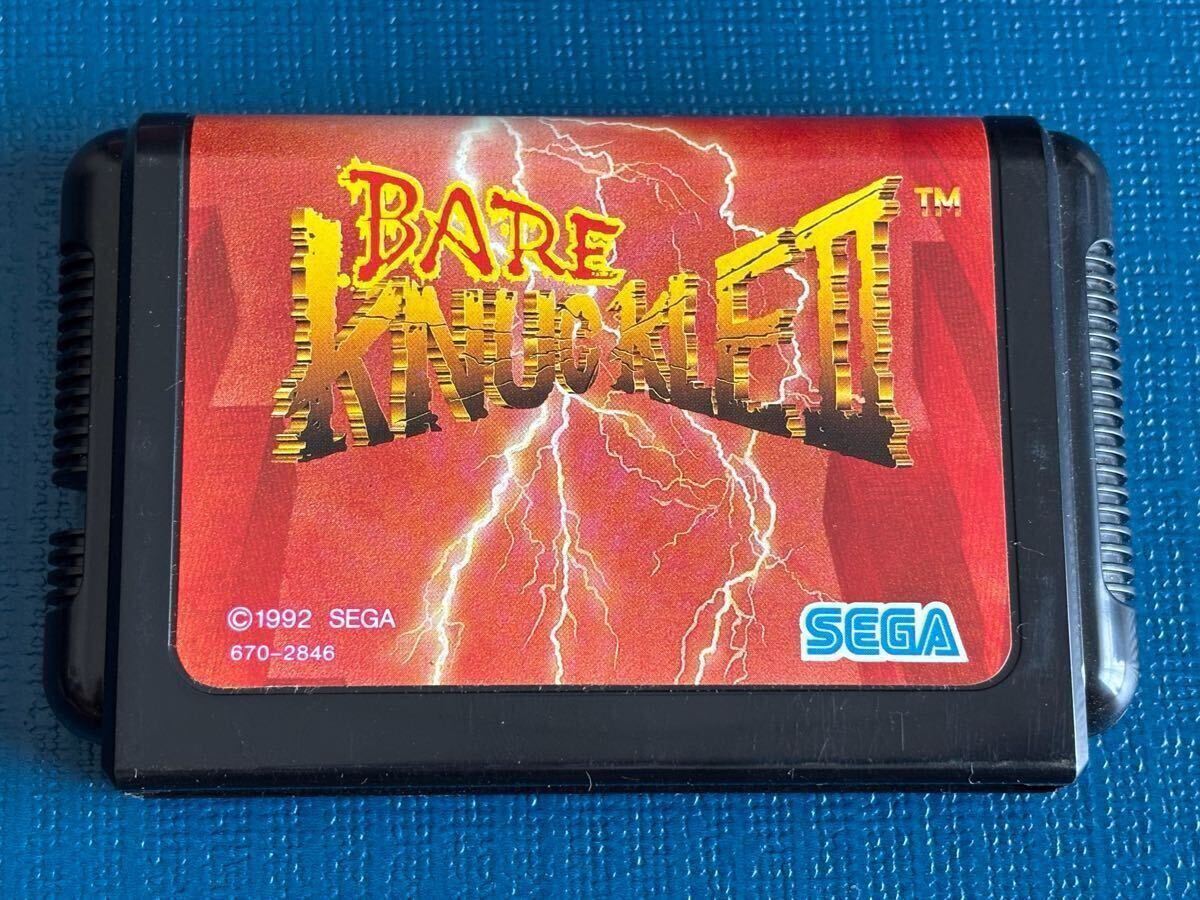 BARE
KNUCKLE II
TM
©1992 SEGA
670-2846
SEGA